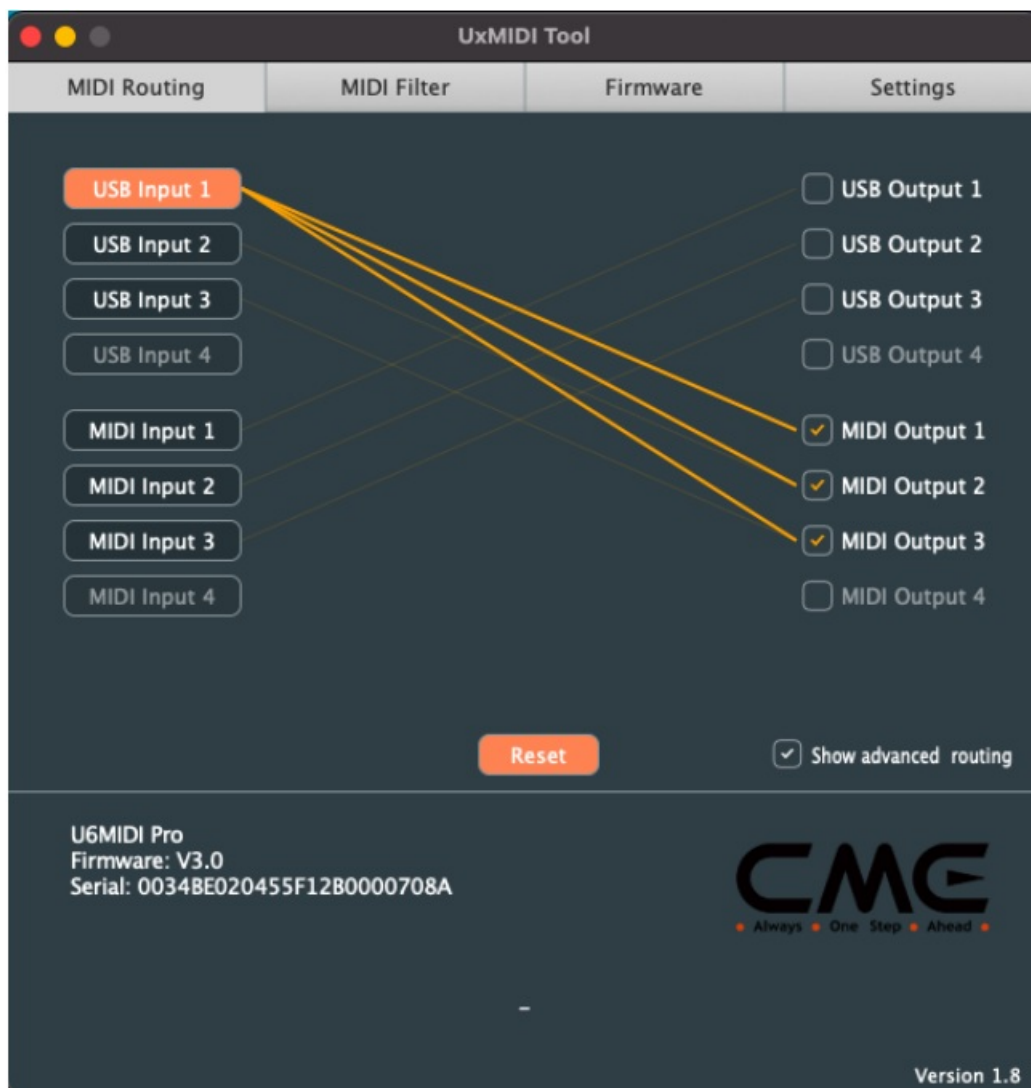 UxMIDI Tool
MIDI Routing MIDI Filter Firmware Settings
USB Input 1 USB Output 1
USB Input 2 USB Output 2
USB Input 3 USB Output 3
USB Input 4 USB Output 4
MIDI Input 1 MIDI Output 1
MIDI Input 2 MIDI Output 2
MIDI Input 3 MIDI Output 3
MIDI Input 4 MIDI Output 4
Reset Show advanced routing
U6MIDI Pro
Firmware: V3.0
Serial: 0034BE020455F12B0000708A
CME
• Always • One Step • Ahead •
–
Version 1.8